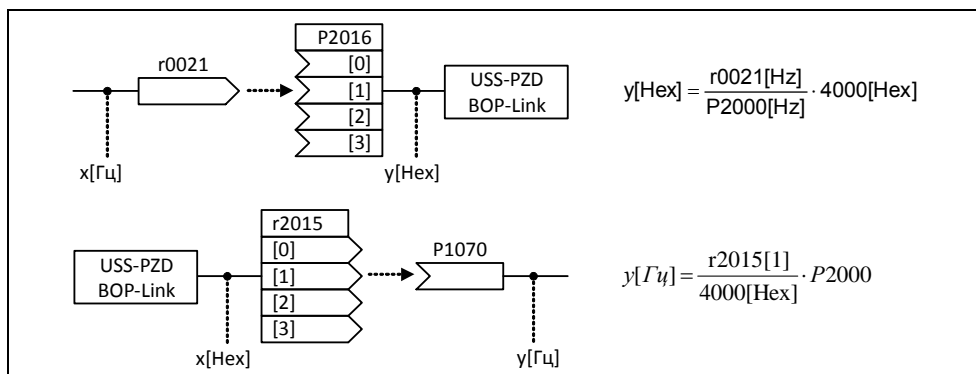 P2016
r0021
[0]
[1]
[2]
[3]
USS-PZD
BOP-Link
x[Гц]
y[Hex]
y[Hex] = r0021[Hz] / P2000[Hz] · 4000[Hex]
r2015
[0]
[1]
[2]
[3]
USS-PZD
BOP-Link
P1070
x[Hex]
y[Гц]
y[Гц] = r2015[1] / 4000[Hex] · P2000